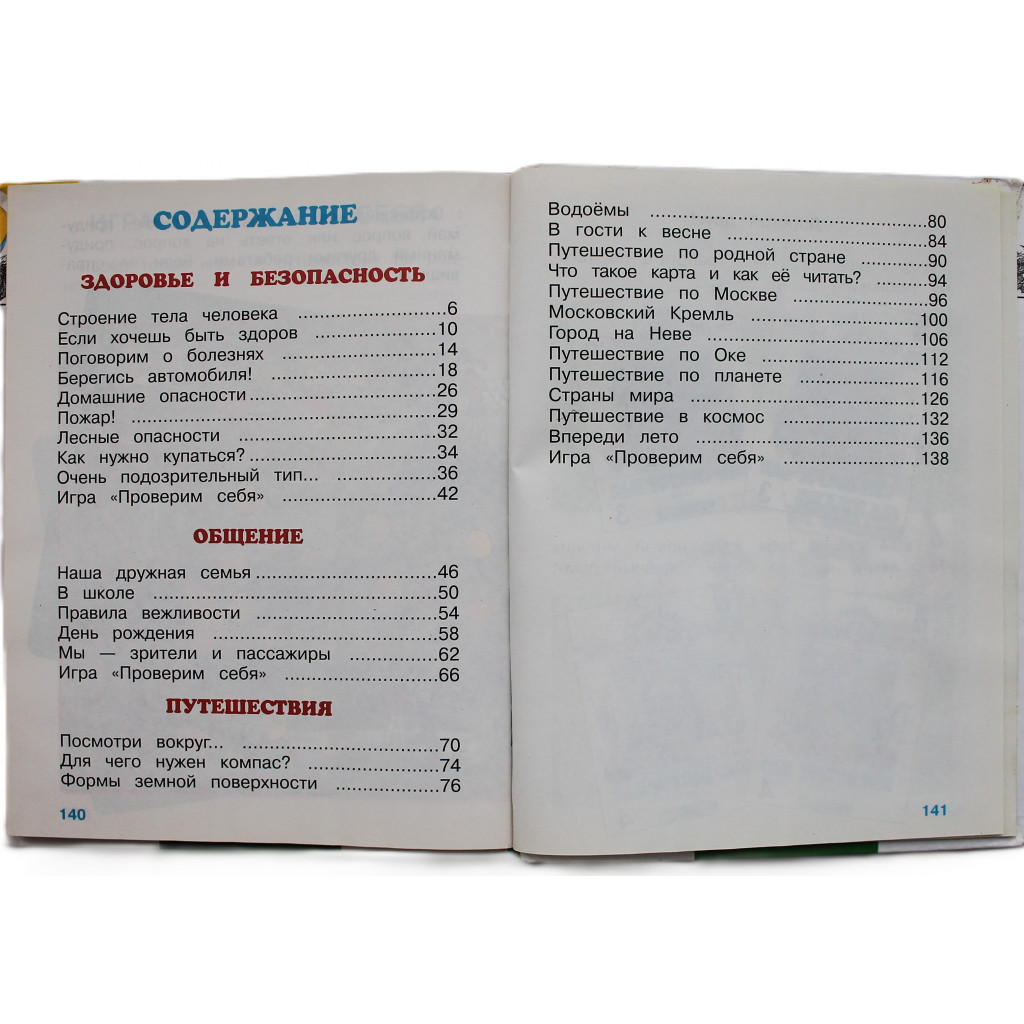 СОДЕРЖАНИЕ
ЗДОРОВЬЕ И БЕЗОПАСНОСТЬ
Строение тела человека ..........................6
Если хочешь быть здоров .....................10
Поговорим о болезнях ...........................14
Берегись автомобиля! .............................18
Домашние опасности.................................26
Пожар! ......................................................29
Лесные опасности ...................................32
Как нужно купаться?.................................34
Очень подозрительный тип... ................36
Игра «Проверим себя» ...........................42
ОБЩЕНИЕ
Наша дружная семья................................46
В школе ..................................................50
Правила вежливости ................................54
День рождения .......................................58
Мы — зрители и пассажиры ................62
Игра «Проверим себя» ...........................66
ПУТЕШЕСТВИЯ
Посмотри вокруг... ..................................70
Для чего нужен компас? .......................74
Формы земной поверхности ...................76
140
Водоёмы ................................................80
В гости к весне ...................................84
Путешествие по родной стране .............90
Что такое карта и как её читать? ........94
Путешествие по Москве ......................96
Московский Кремль .............................100
Город на Неве .....................................106
Путешествие по Оке ...........................112
Путешествие по планете .....................116
Страны мира ........................................126
Путешествие в космос ........................132
Впереди лето .......................................136
Игра «Проверим себя» ........................138
141